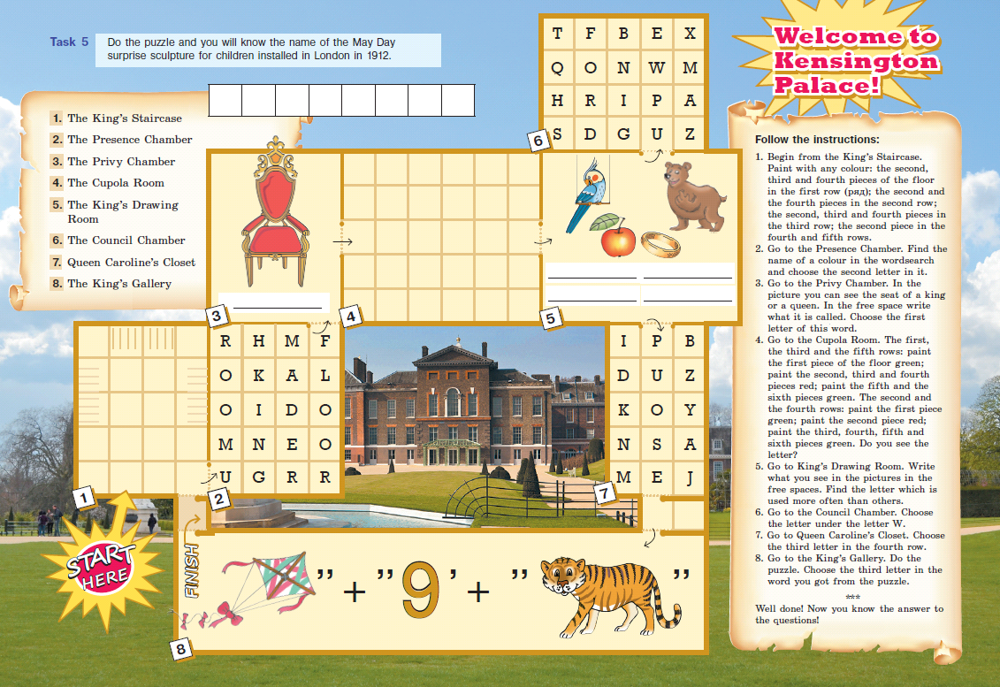 Task 5
Do the puzzle and you will know the name of the May Day
surprise sculpture for children installed in London in 1912.
1. The King's Staircase
2. The Presence Chamber
3. The Privy Chamber
4. The Cupola Room
5. The King's Drawing
Room
6. The Council Chamber
7. Queen Caroline's Closet
8. The King's Gallery
T F B E X
Q O N W M
H R I P A
S D G U Z
6
3
4
5
R H M F
O K A L
O I D O
M N E O
U G R R
1
2
I P B
D U Z
K O Y
N S A
M E J
7
START
HERE
FINISH
" + " 9 ' + " "
8
Welcome to
Kensington
Palace!
Follow the instructions:
1. Begin from the King's Staircase.
Paint with any colour: the second,
third and fourth pieces of the floor
in the first row (ряд); the second and
the fourth pieces in the second row;
the second, third and fourth pieces in
the third row; the second piece in the
fourth and fifth rows.
2. Go to the Presence Chamber. Find the
name of a colour in the wordsearch
and choose the second letter in it.
3. Go to the Privy Chamber. In the
picture you can see the seat of a king
or a queen. In the free space write
what it is called. Choose the first
letter of this word.
4. Go to the Cupola Room. The first,
the third and the fifth rows: paint
the first piece of the floor green;
paint the second, third and fourth
pieces red; paint the fifth and the
sixth pieces green. The second and
the fourth rows: paint the first piece
green; paint the second piece red;
paint the third, fourth, fifth and
sixth pieces green. Do you see the
letter?
5. Go to King's Drawing Room. Write
what you see in the pictures in the
free spaces. Find the letter which is
used more often than others.
6. Go to the Council Chamber. Choose
the letter under the letter W.
7. Go to Queen Caroline's Closet. Choose
the third letter in the fourth row.
8. Go to the King's Gallery. Do the
puzzle. Choose the third letter in the
word you got from the puzzle.
***
Well done! Now you know the answer to
the questions!